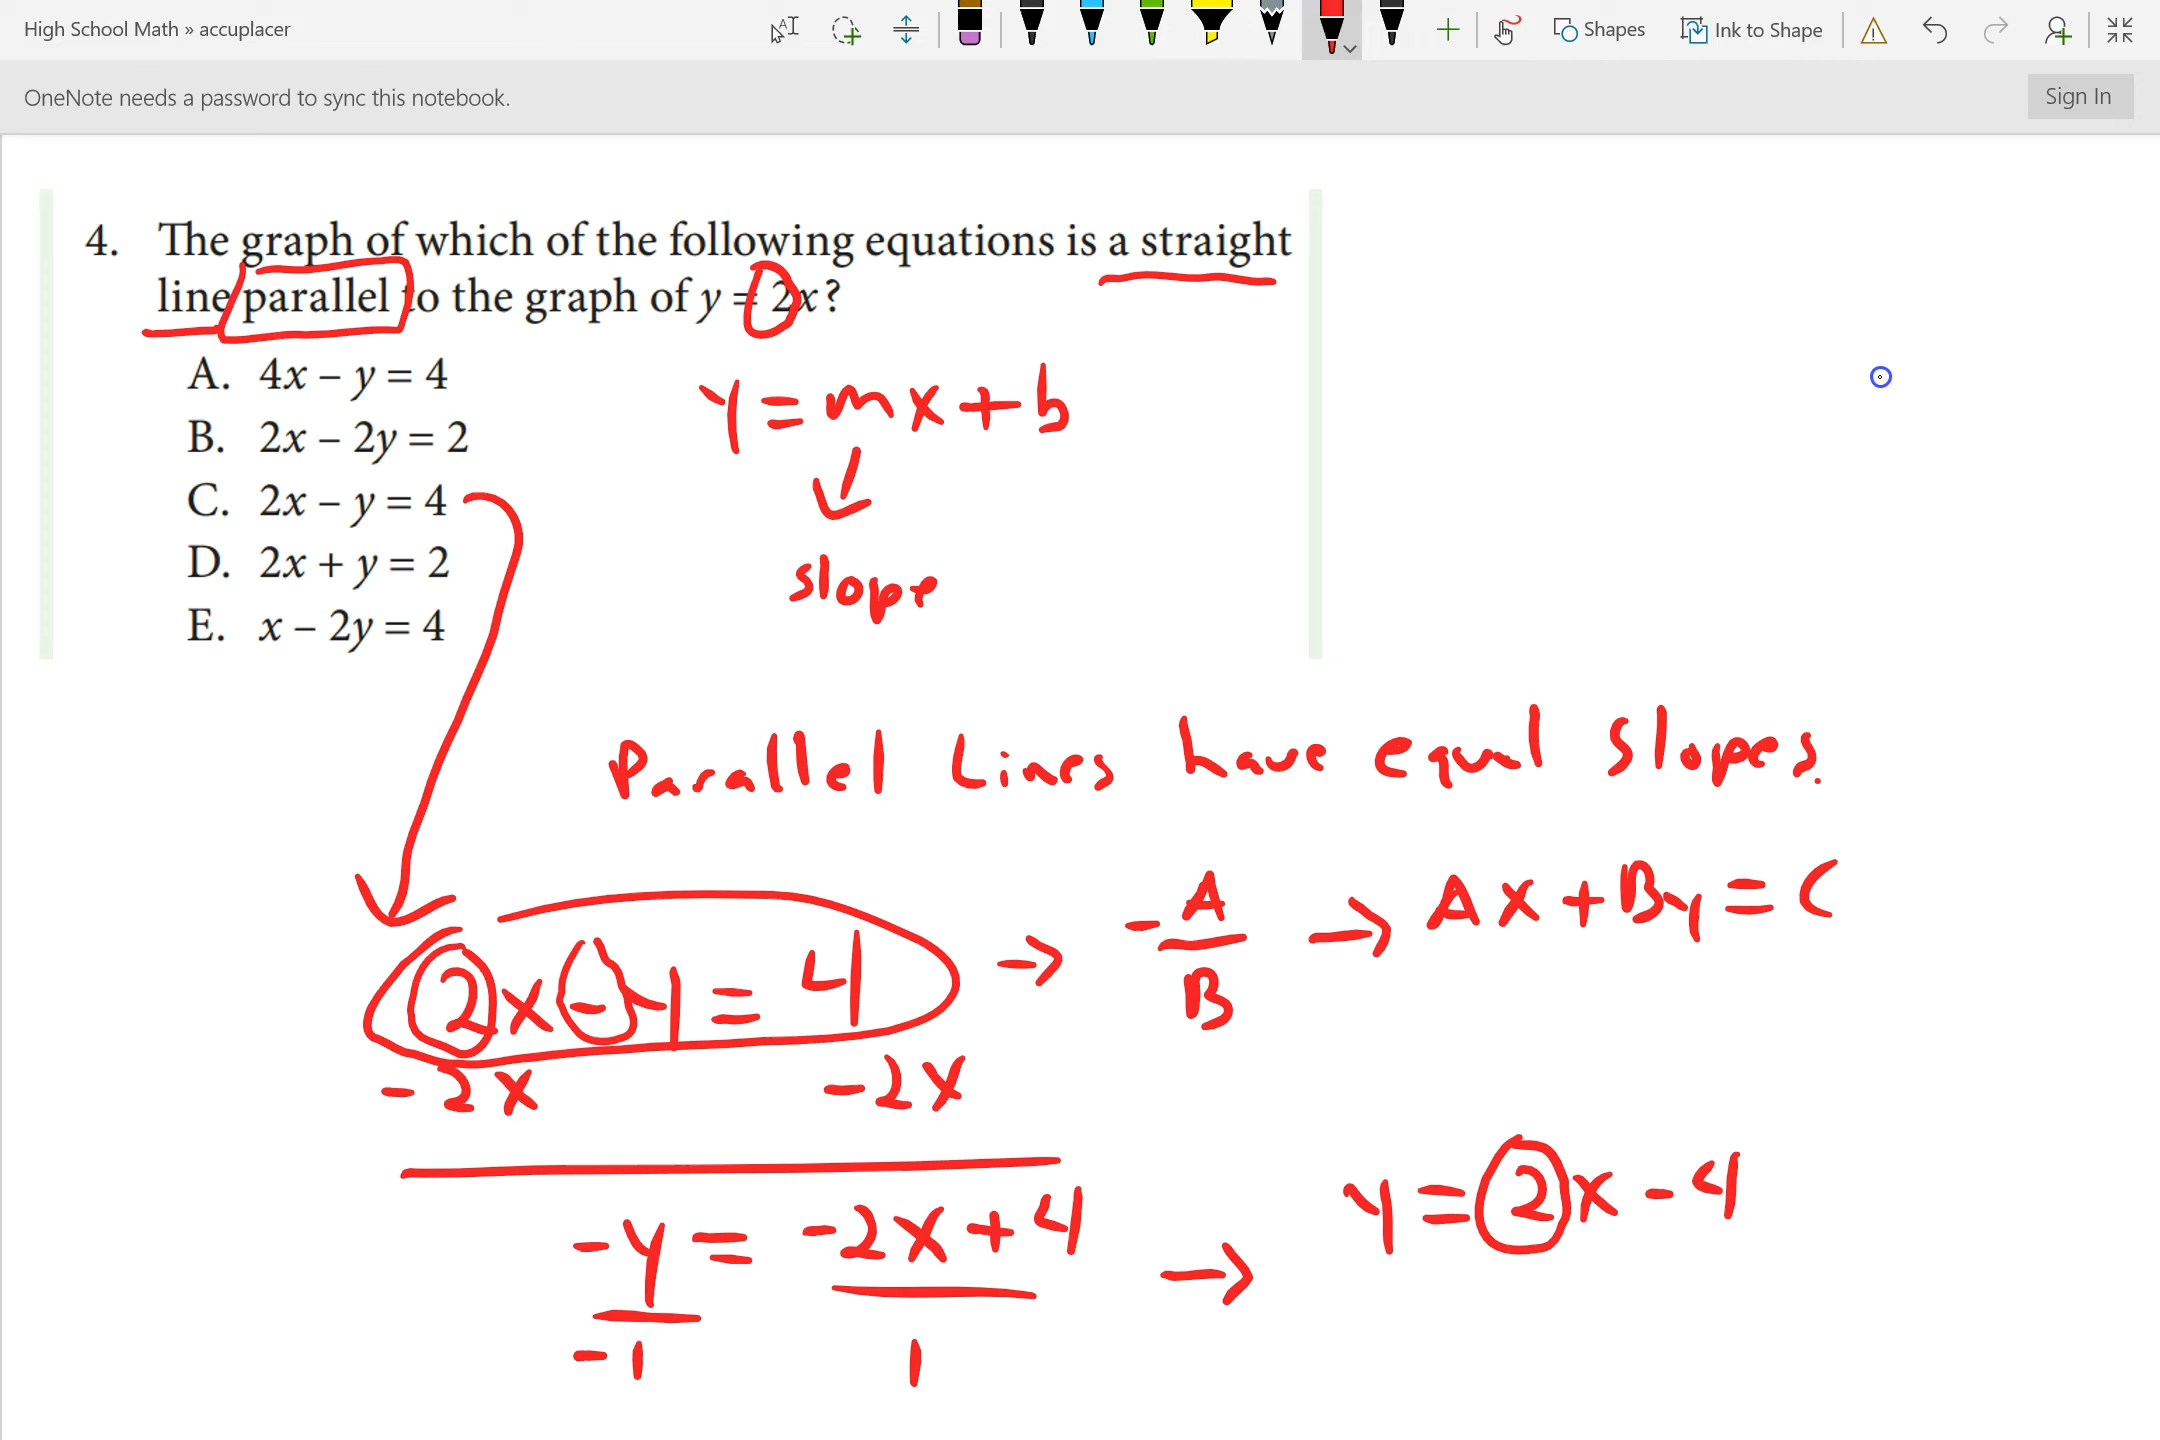 High School Math » accuplacer
Shapes
Ink to Shape
OneNote needs a password to sync this notebook.
Sign In
4. The graph of which of the following equations is a straight
line parallel to the graph of y = 2x?
A. 4x – y = 4
B. 2x – 2y = 2
C. 2x – y = 4
D. 2x + y = 2
E. x – 2y = 4
y = mx + b
slope
Parallel Lines have equal slopes.
2x - y = 4 → - A/B → Ax + By = C
- 2x - 2x
-y = -2x + 4 → y = 2x - 4
-1 1